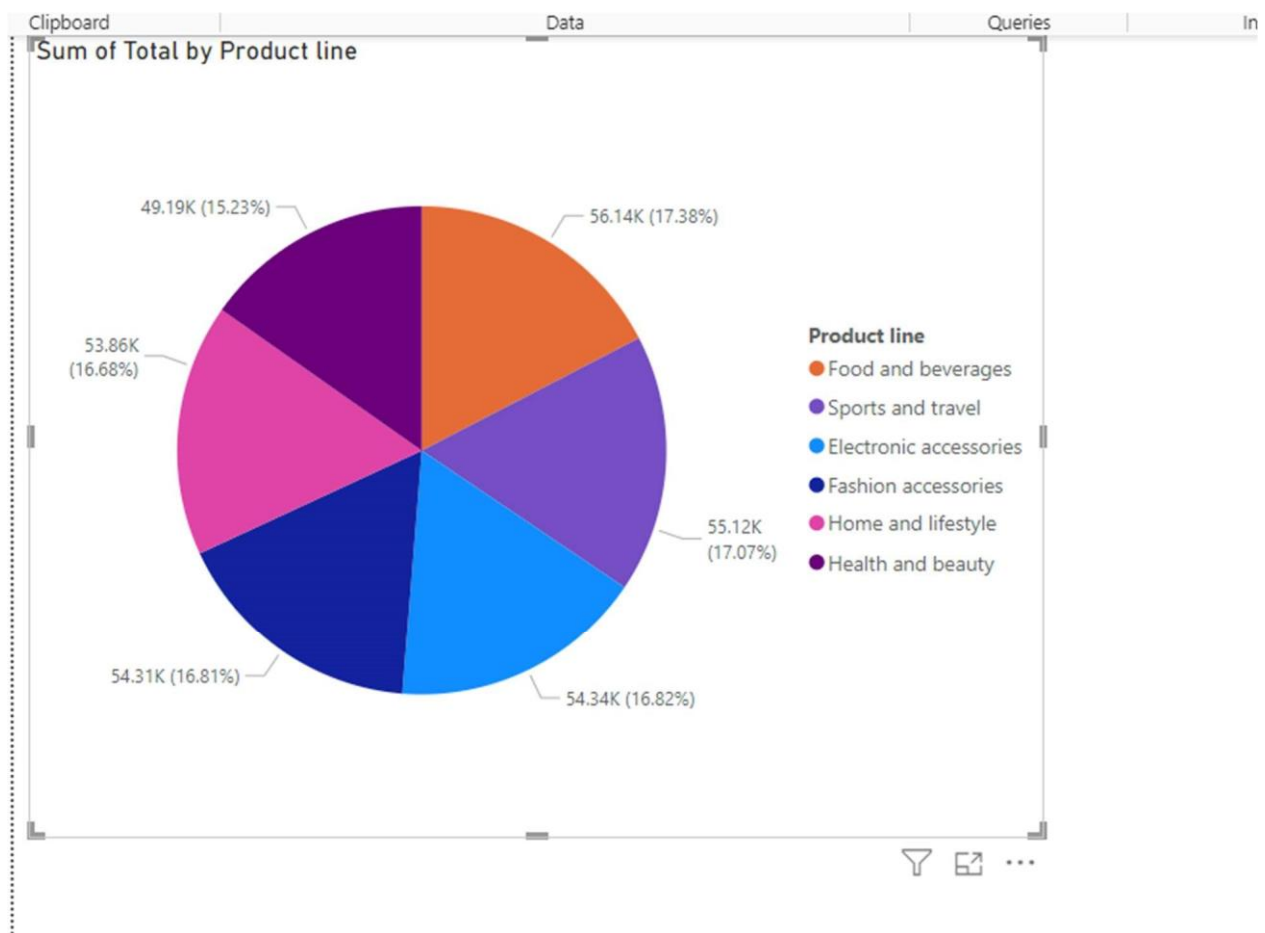 Clipboard
Data
Queries
In
Sum of Total by Product line
49.19K (15.23%)
56.14K (17.38%)
53.86K
(16.68%)
55.12K
(17.07%)
54.31K (16.81%)
54.34K (16.82%)
Product line
Food and beverages
Sports and travel
Electronic accessories
Fashion accessories
Home and lifestyle
Health and beauty